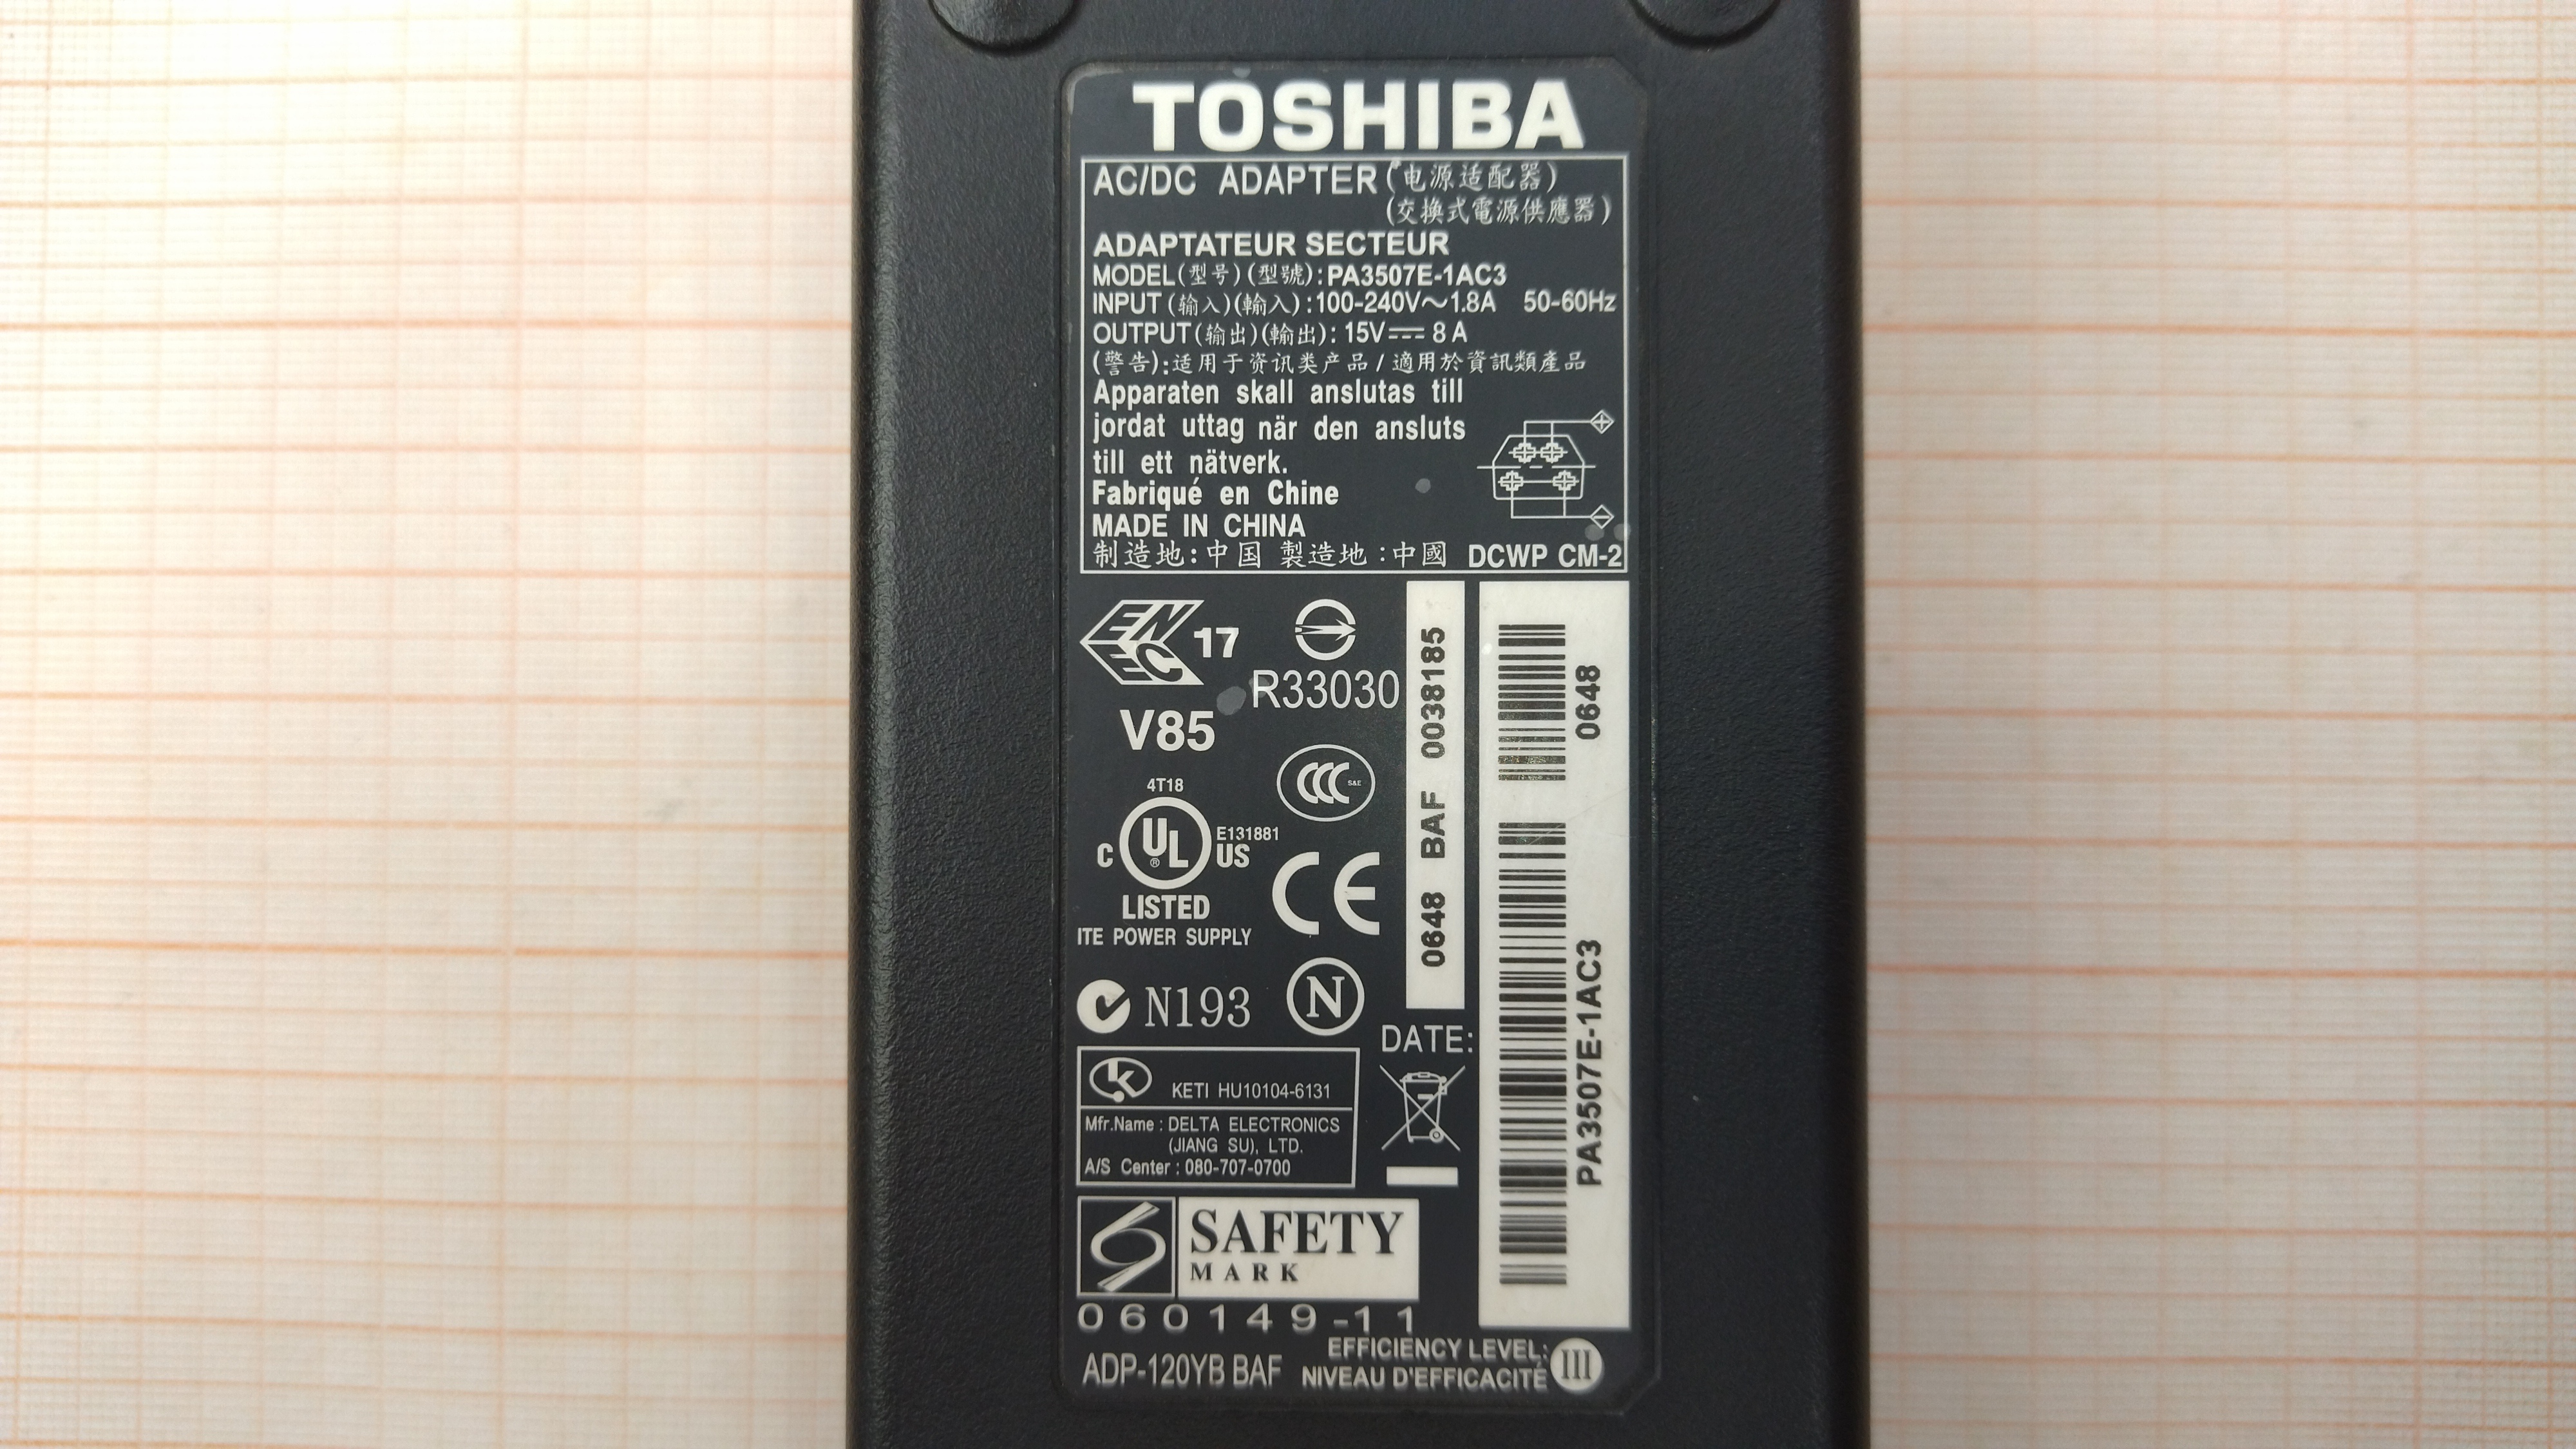 TOSHIBA
AC/DC ADAPTER (电源适配器)
(交换式電源供應器)
ADAPTATEUR SECTEUR
MODEL(型号)(型號):PA3507E-1AC3
INPUT(输入)(輸入):100-240V～1.8A 50-60Hz
OUTPUT(输出)(輸出): 15V⎓8A
(警告):适用于资讯类产品/適用於資訊類產品
Apparaten skall anslutas till
jordat uttag när den ansluts
till ett nätverk.
Fabriqué en Chine
MADE IN CHINA
制造地:中国 製造地:中國 DCWP CM-2
EN EC 17
R33030
V85
CCC S&E
4T18
C UL® US E131881
LISTED
ITE POWER SUPPLY
CE
N193
N
0648 BAF 0038185
0648
PA3507E-1AC3
DATE:
K KETI HU10104-6131
Mfr.Name : DELTA ELECTRONICS
(JIANG SU), LTD.
A/S Center : 080-707-0700
SAFETY
MARK
060149-11
EFFICIENCY LEVEL:
NIVEAU D'EFFICACITÉ III
ADP-120YB BAF